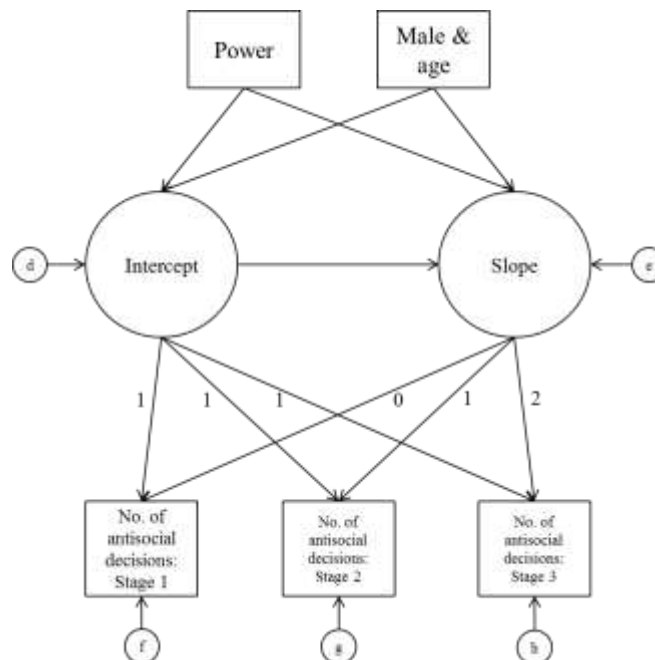 Power
Male &
age
d
Intercept
Slope
e
1
1
1
0
1
2
No. of
antisocial
decisions:
Stage 1
No. of
antisocial
decisions:
Stage 2
No. of
antisocial
decisions:
Stage 3
f
g
h